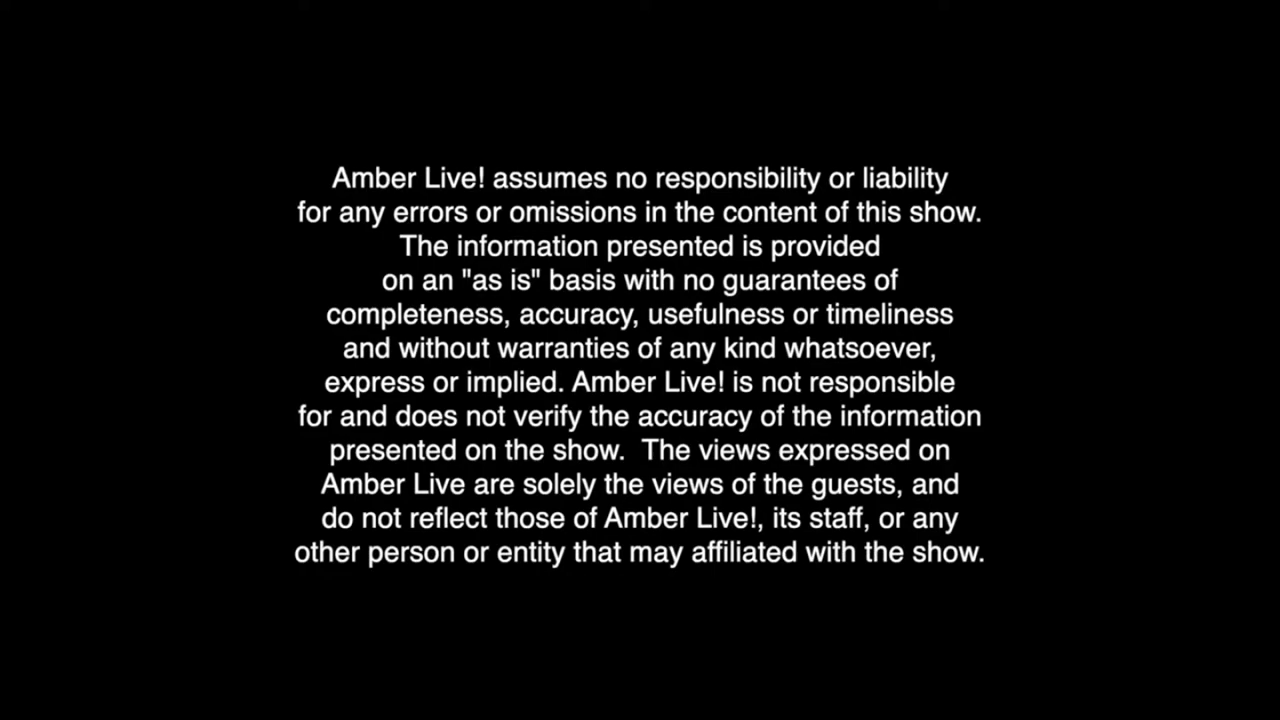 Amber Live! assumes no responsibility or liability
for any errors or omissions in the content of this show.
The information presented is provided
on an "as is" basis with no guarantees of
completeness, accuracy, usefulness or timeliness
and without warranties of any kind whatsoever,
express or implied. Amber Live! is not responsible
for and does not verify the accuracy of the information
presented on the show.  The views expressed on
Amber Live are solely the views of the guests, and
do not reflect those of Amber Live!, its staff, or any
other person or entity that may affiliated with the show.